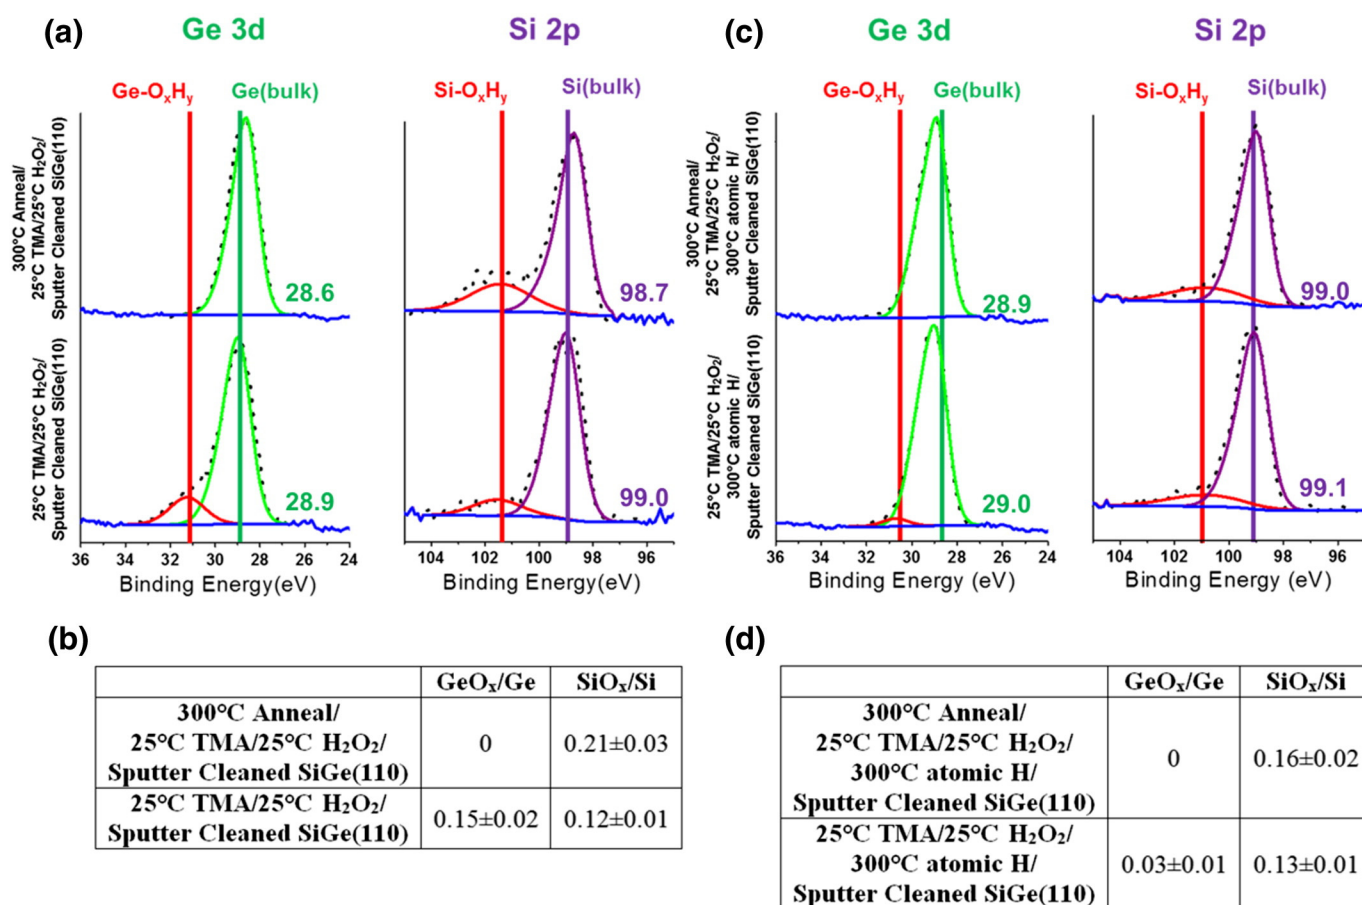 (a)
Ge 3d
Si 2p
Ge-OₓHᵧ
Ge(bulk)
Si-OₓHᵧ
Si(bulk)
300°C Anneal/
25°C TMA/25°C H₂O₂/
Sputter Cleaned SiGe(110)
28.6
98.7
25°C TMA/25°C H₂O₂/
Sputter Cleaned SiGe(110)
28.9
99.0
36 34 32 30 28 26 24
104 102 100 98 96
Binding Energy(eV)
Binding Energy(eV)
(c)
Ge 3d
Si 2p
Ge-OₓHᵧ
Ge(bulk)
Si-OₓHᵧ
Si(bulk)
300°C Anneal/
25°C TMA/25°C H₂O₂/
300°C atomic H/
Sputter Cleaned SiGe(110)
28.9
99.0
25°C TMA/25°C H₂O₂/
300°C atomic H/
Sputter Cleaned SiGe(110)
29.0
99.1
36 34 32 30 28 26 24
104 102 100 98 96
Binding Energy (eV)
Binding Energy (eV)
(b)
GeOₓ/Ge SiOₓ/Si
300°C Anneal/
25°C TMA/25°C H₂O₂/
Sputter Cleaned SiGe(110)
0 0.21±0.03
25°C TMA/25°C H₂O₂/
Sputter Cleaned SiGe(110)
0.15±0.02 0.12±0.01
(d)
GeOₓ/Ge SiOₓ/Si
300°C Anneal/
25°C TMA/25°C H₂O₂/
300°C atomic H/
Sputter Cleaned SiGe(110)
0 0.16±0.02
25°C TMA/25°C H₂O₂/
300°C atomic H/
Sputter Cleaned SiGe(110)
0.03±0.01 0.13±0.01